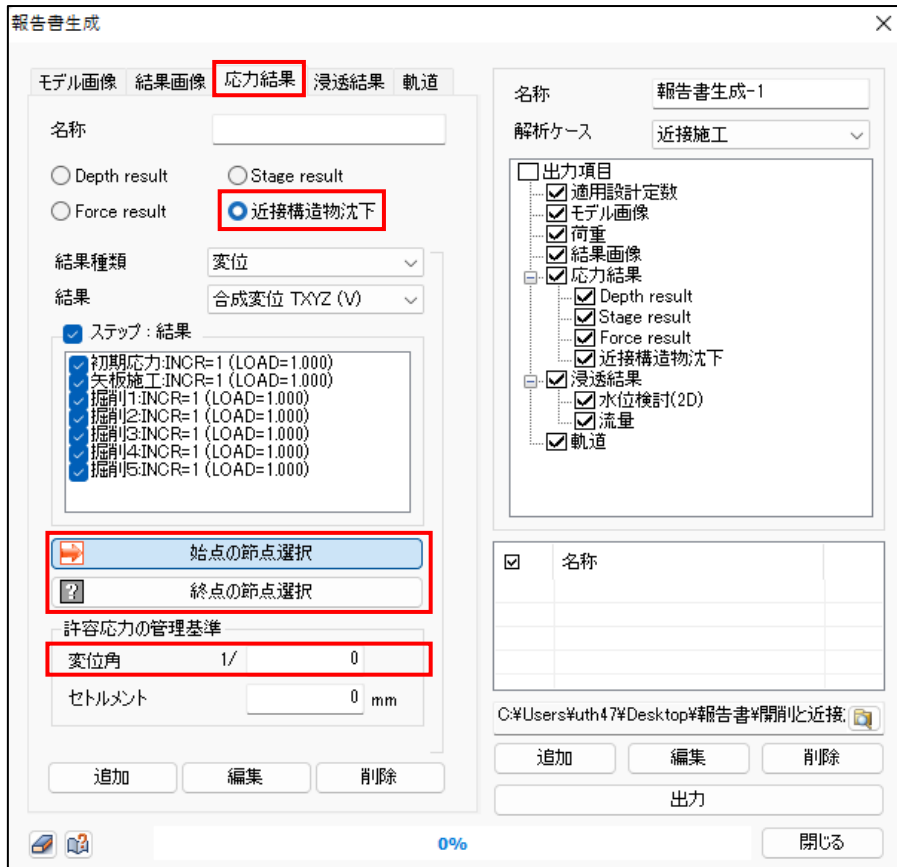 報告書生成
モデル画像 結果画像 応力結果 浸透結果 軌道
名称
Depth result Stage result
Force result 近接構造物沈下
結果種類 変位
結果 合成変位 TXYZ (V)
ステップ : 結果
初期応力:INCR=1 (LOAD=1.000)
矢板施工:INCR=1 (LOAD=1.000)
掘削1:INCR=1 (LOAD=1.000)
掘削2:INCR=1 (LOAD=1.000)
掘削3:INCR=1 (LOAD=1.000)
掘削4:INCR=1 (LOAD=1.000)
掘削5:INCR=1 (LOAD=1.000)
始点の節点選択
終点の節点選択
許容応力の管理基準
変位角 1/ 0
セトルメント 0 mm
追加 編集 削除
名称 報告書生成-1
解析ケース 近接施工
出力項目
適用設計定数
モデル画像
荷重
結果画像
応力結果
Depth result
Stage result
Force result
近接構造物沈下
浸透結果
水位検討(2D)
流量
軌道
名称
C:¥Users¥uth47¥Desktop¥報告書¥開削と近接
追加 編集 削除
出力
0%
閉じる